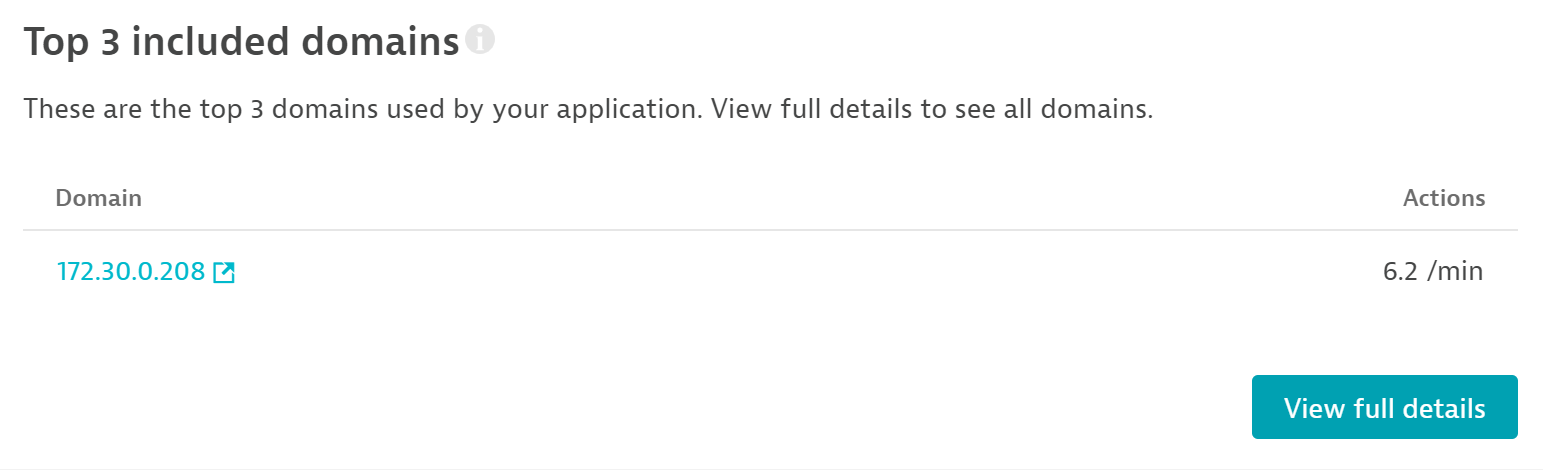 Top 3 included domains
These are the top 3 domains used by your application. View full details to see all domains.
Domain Actions
172.30.0.208 6.2 /min
View full details